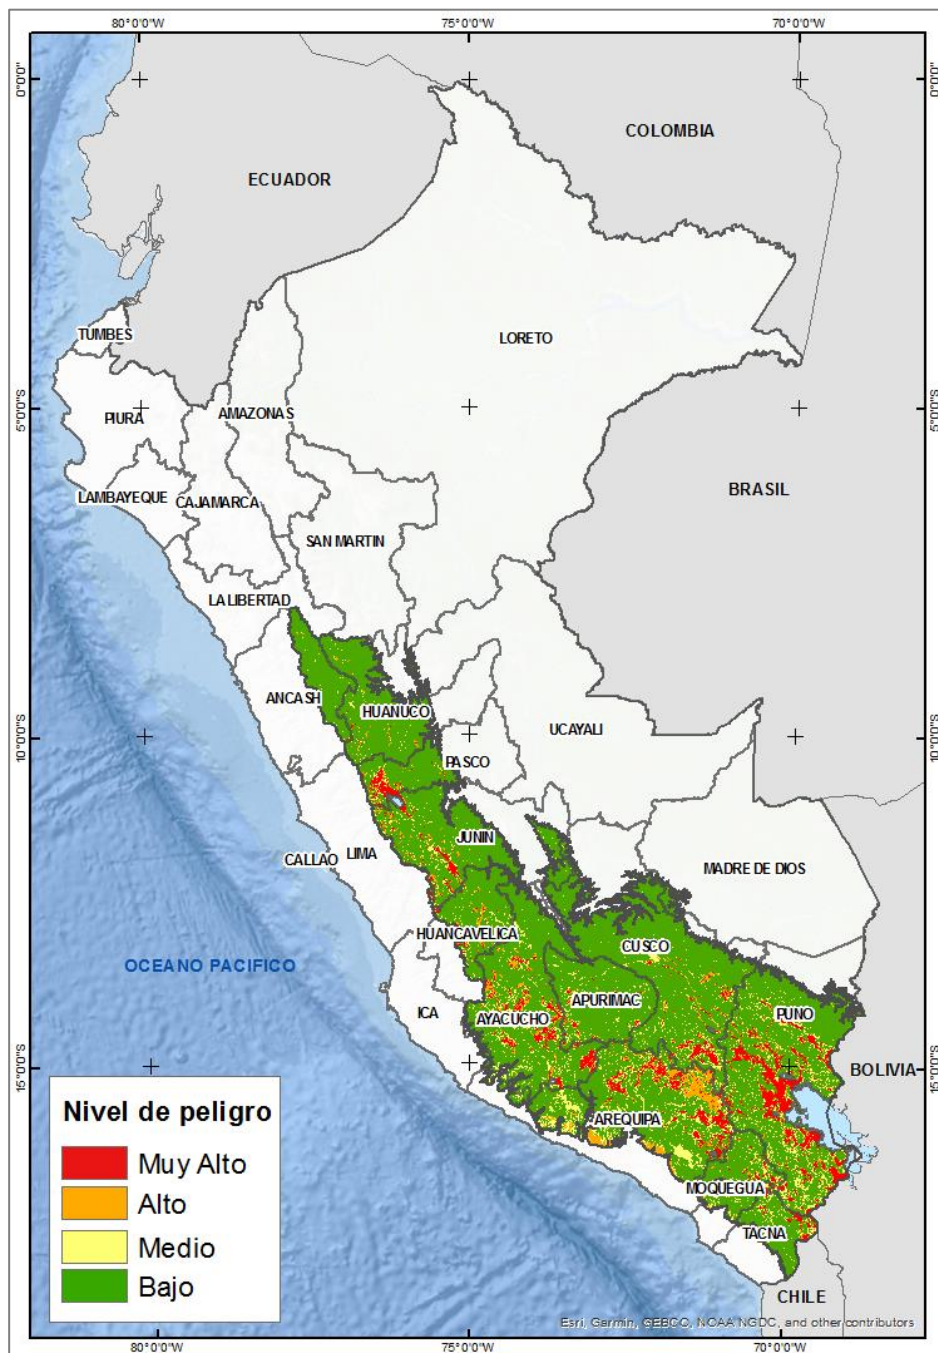 80°0'0"W 75°0'0"W 70°0'0"W
0°0'0" 0°0'0"
COLOMBIA
ECUADOR
TUMBES
LORETO
AMAZONAS
PIURA
5°0'0"S 5°0'0"S
BRASIL
LAMBAYEQUE
CAJAMARCA
SAN MARTIN
LA LIBERTAD
ANCASH
HUANUCO
UCAYALI
10°0'0"S 10°0'0"S
PASCO
JUNIN
LIMA
CALLAO
MADRE DE DIOS
HUANCAVELICA
CUSCO
OCEANO PACIFICO
APURIMAC
ICA
AYACUCHO
PUNO
15°0'0"S 15°0'0"S
BOLIVIA
AREQUIPA
MOQUEGUA
TACNA
CHILE
Nivel de peligro
Muy Alto
Alto
Medio
Bajo
Esri, Garmin, GEBCO, NOAA NGDC, and other contributors
80°0'0"W 75°0'0"W 70°0'0"W